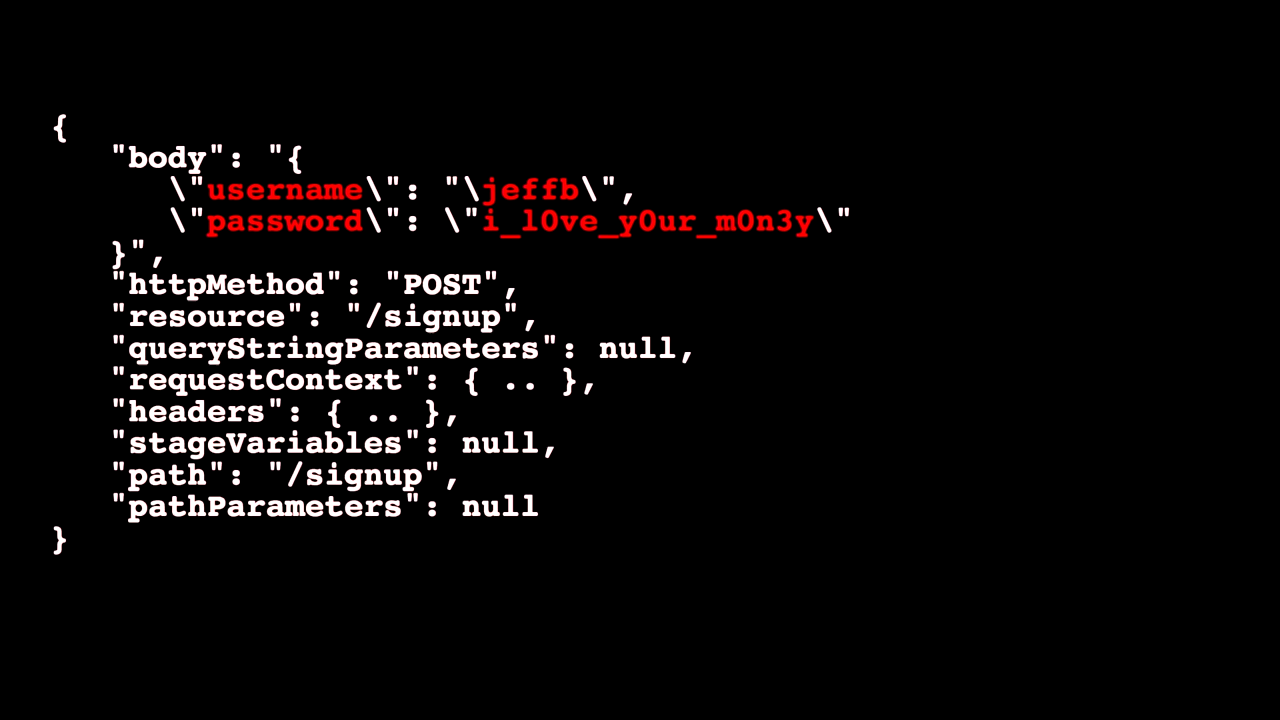 {
"body": "{
\"username\": "\jeffb\",
\"password\": \"i_l0ve_y0ur_m0n3y\"
}",
"httpMethod": "POST",
"resource": "/signup",
"queryStringParameters": null,
"requestContext": { .. },
"headers": { .. },
"stageVariables": null,
"path": "/signup",
"pathParameters": null
}